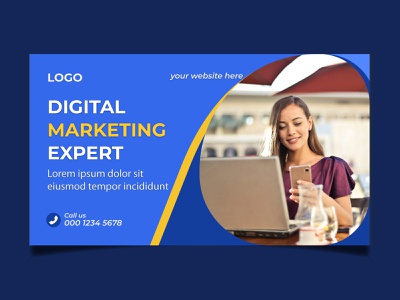 LOGO
your website here
DIGITAL
MARKETING
EXPERT
Lorem ipsum dolor sit
eiusmod tempor incididunt
Call us
000 1234 5678